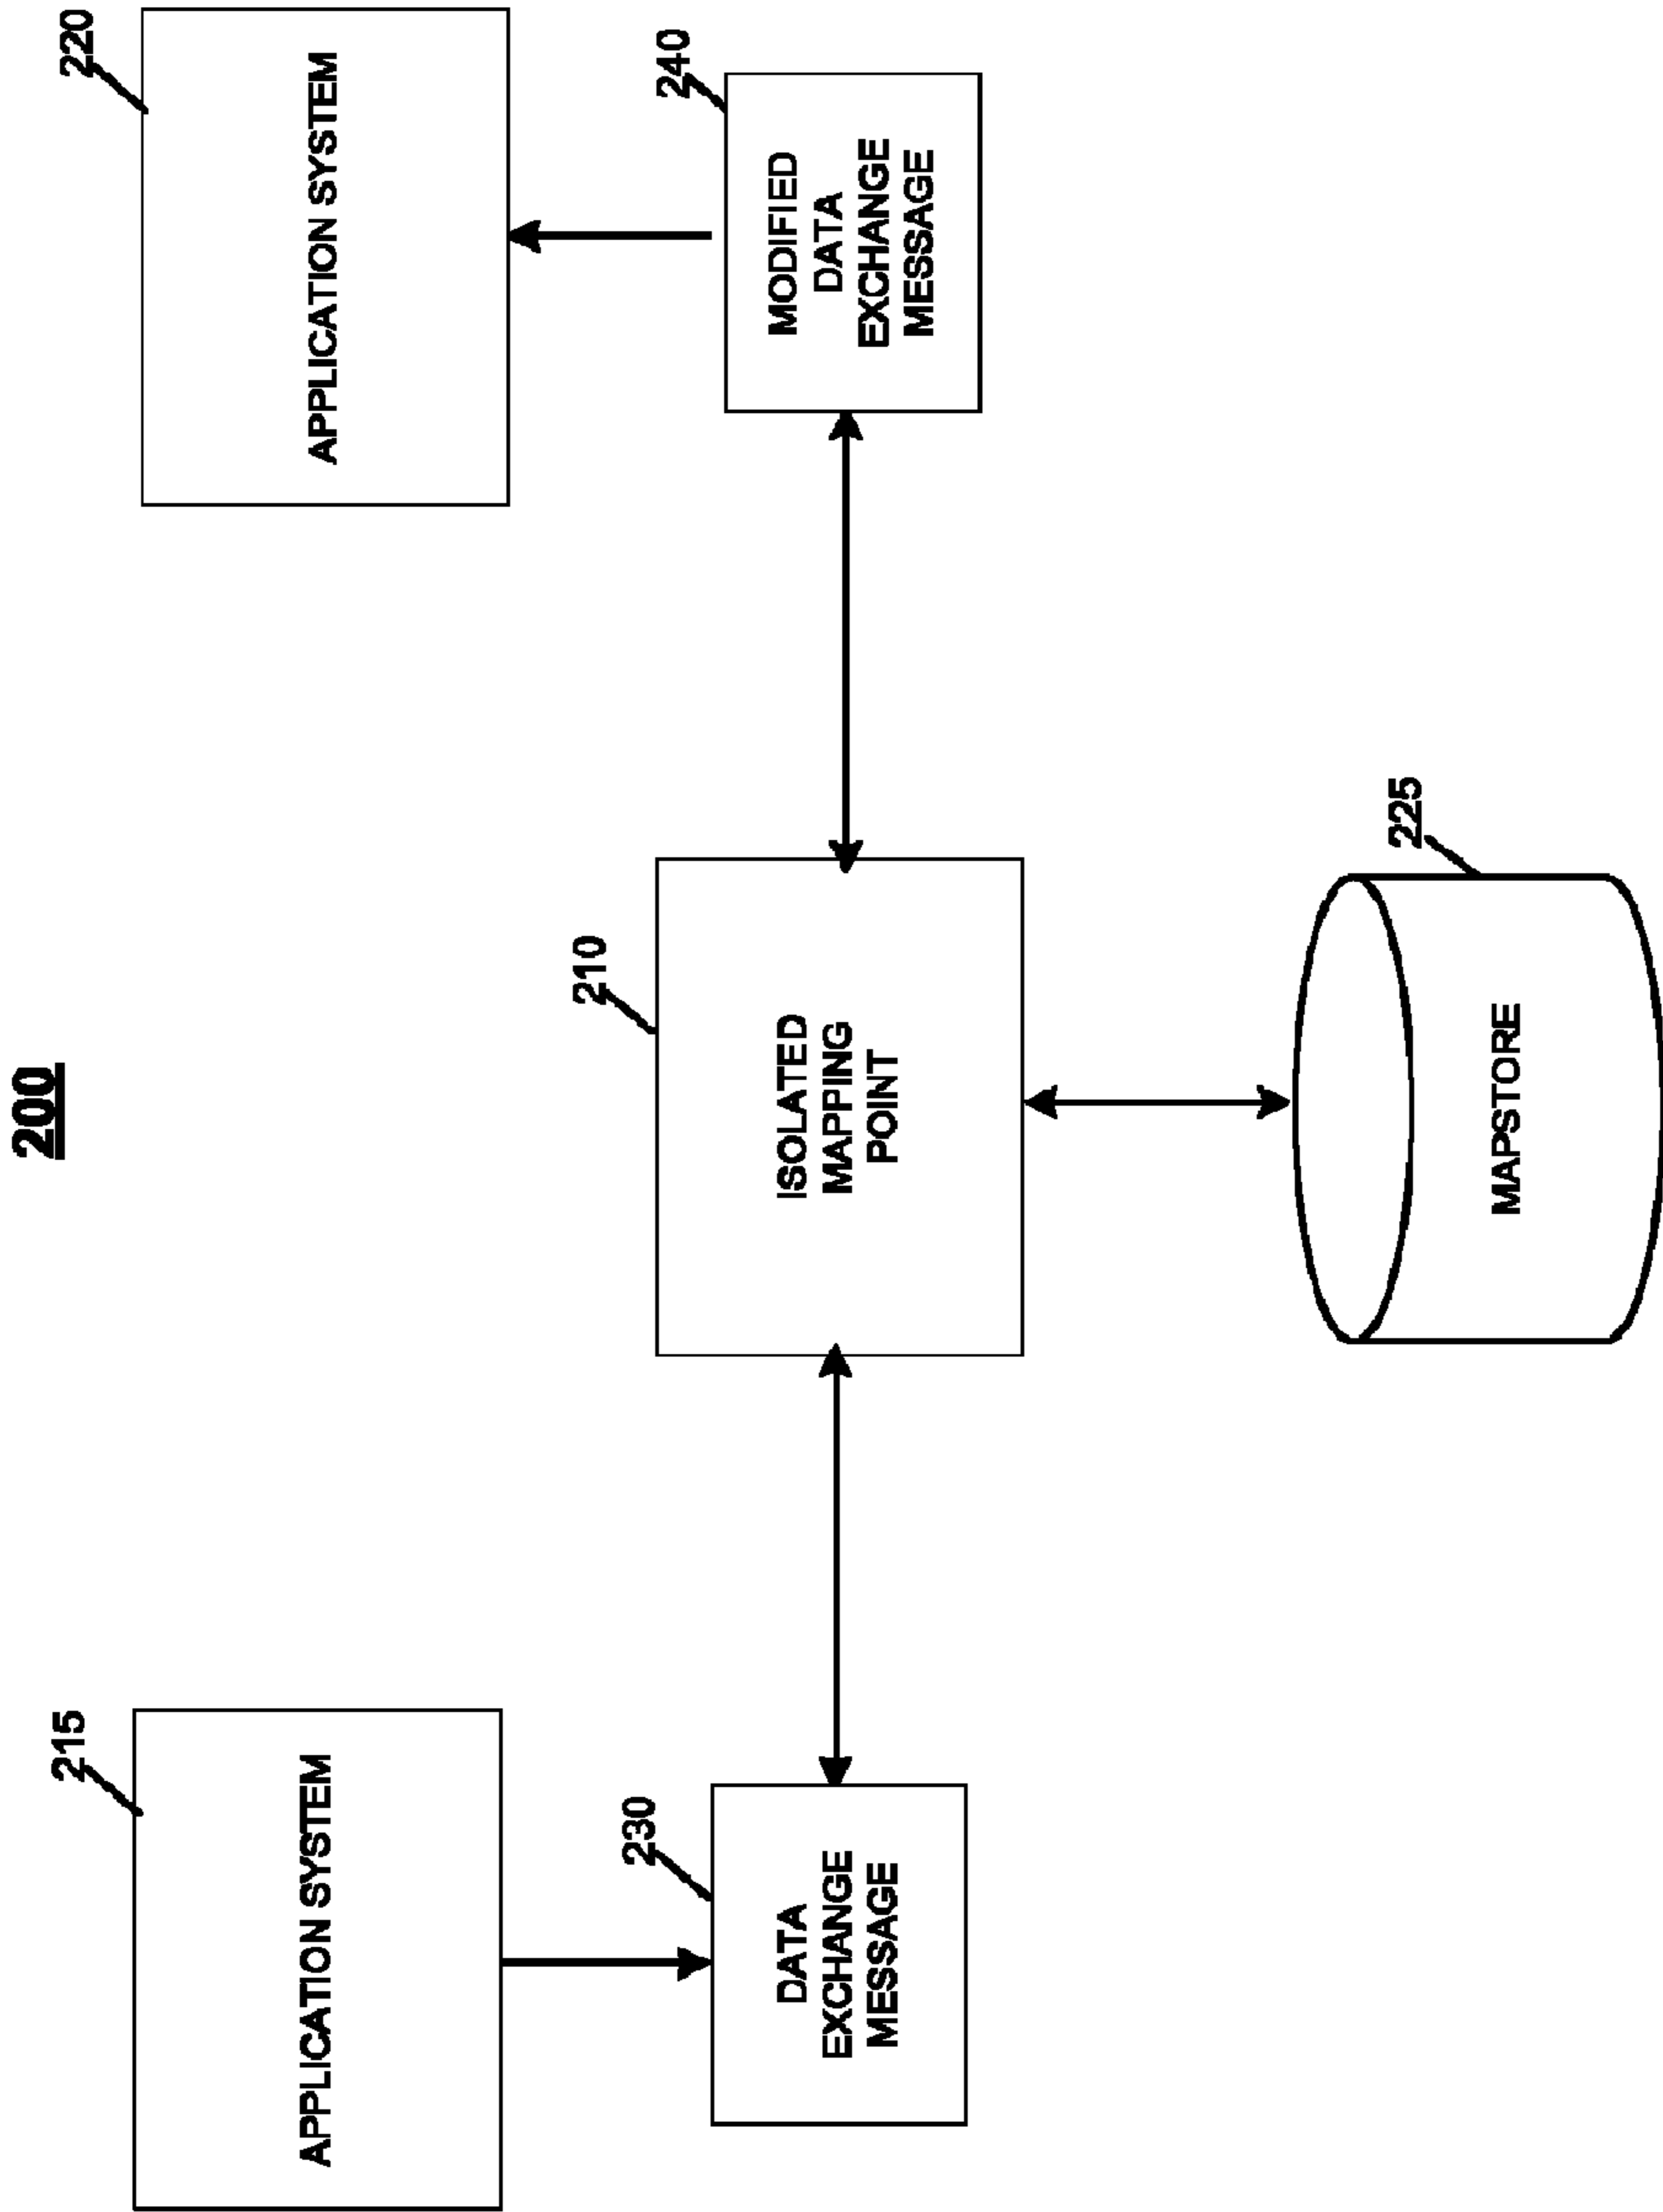 200
215
APPLICATION SYSTEM
220
APPLICATION SYSTEM
230
DATA
EXCHANGE
MESSAGE
210
ISOLATED
MAPPING
POINT
240
MODIFIED
DATA
EXCHANGE
MESSAGE
225
MAPSTORE